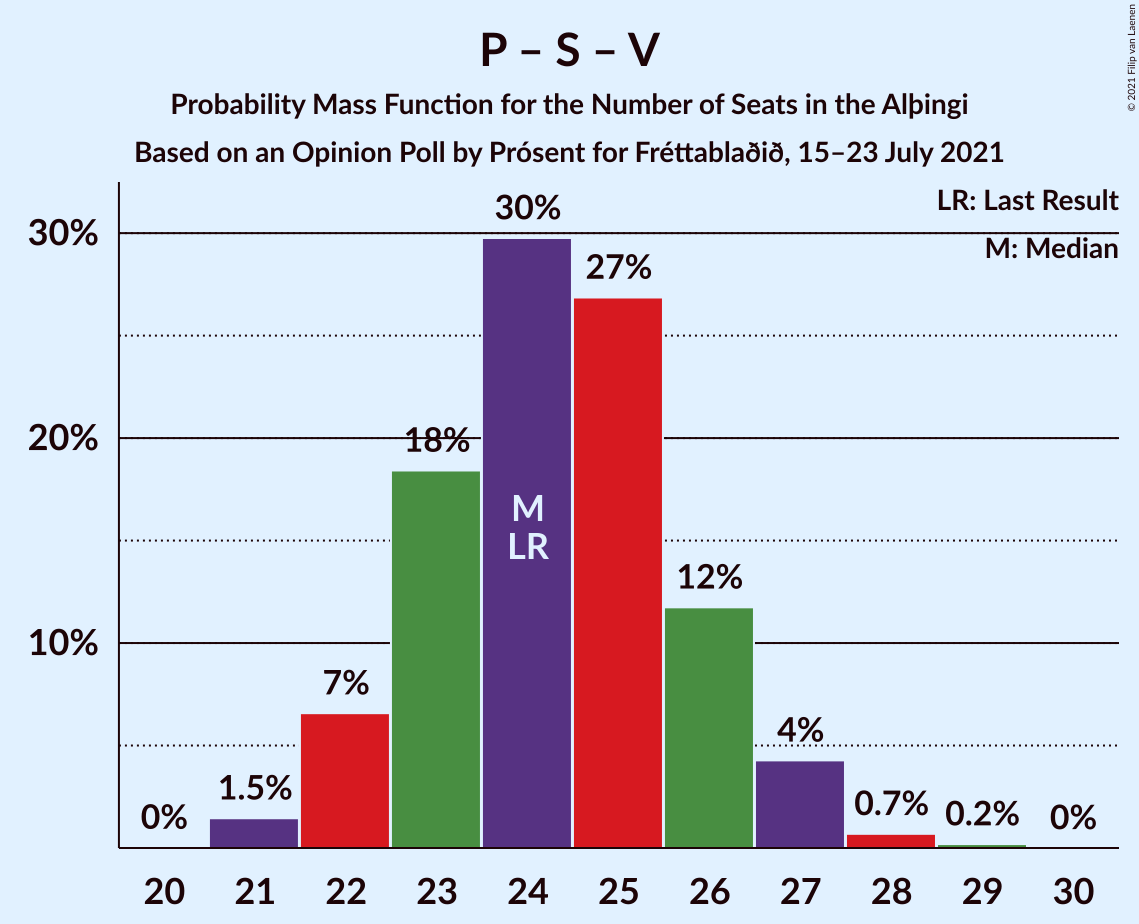 P – S – V
Probability Mass Function for the Number of Seats in the Alþingi
Based on an Opinion Poll by Prósent for Fréttablaðið, 15–23 July 2021
© 2021 Filip van Laenen
LR: Last Result
M: Median
30%
20%
10%
0%
1.5%
7%
18%
30%
27%
12%
4%
0.7%
0.2%
0%
M
LR
20 21 22 23 24 25 26 27 28 29 30